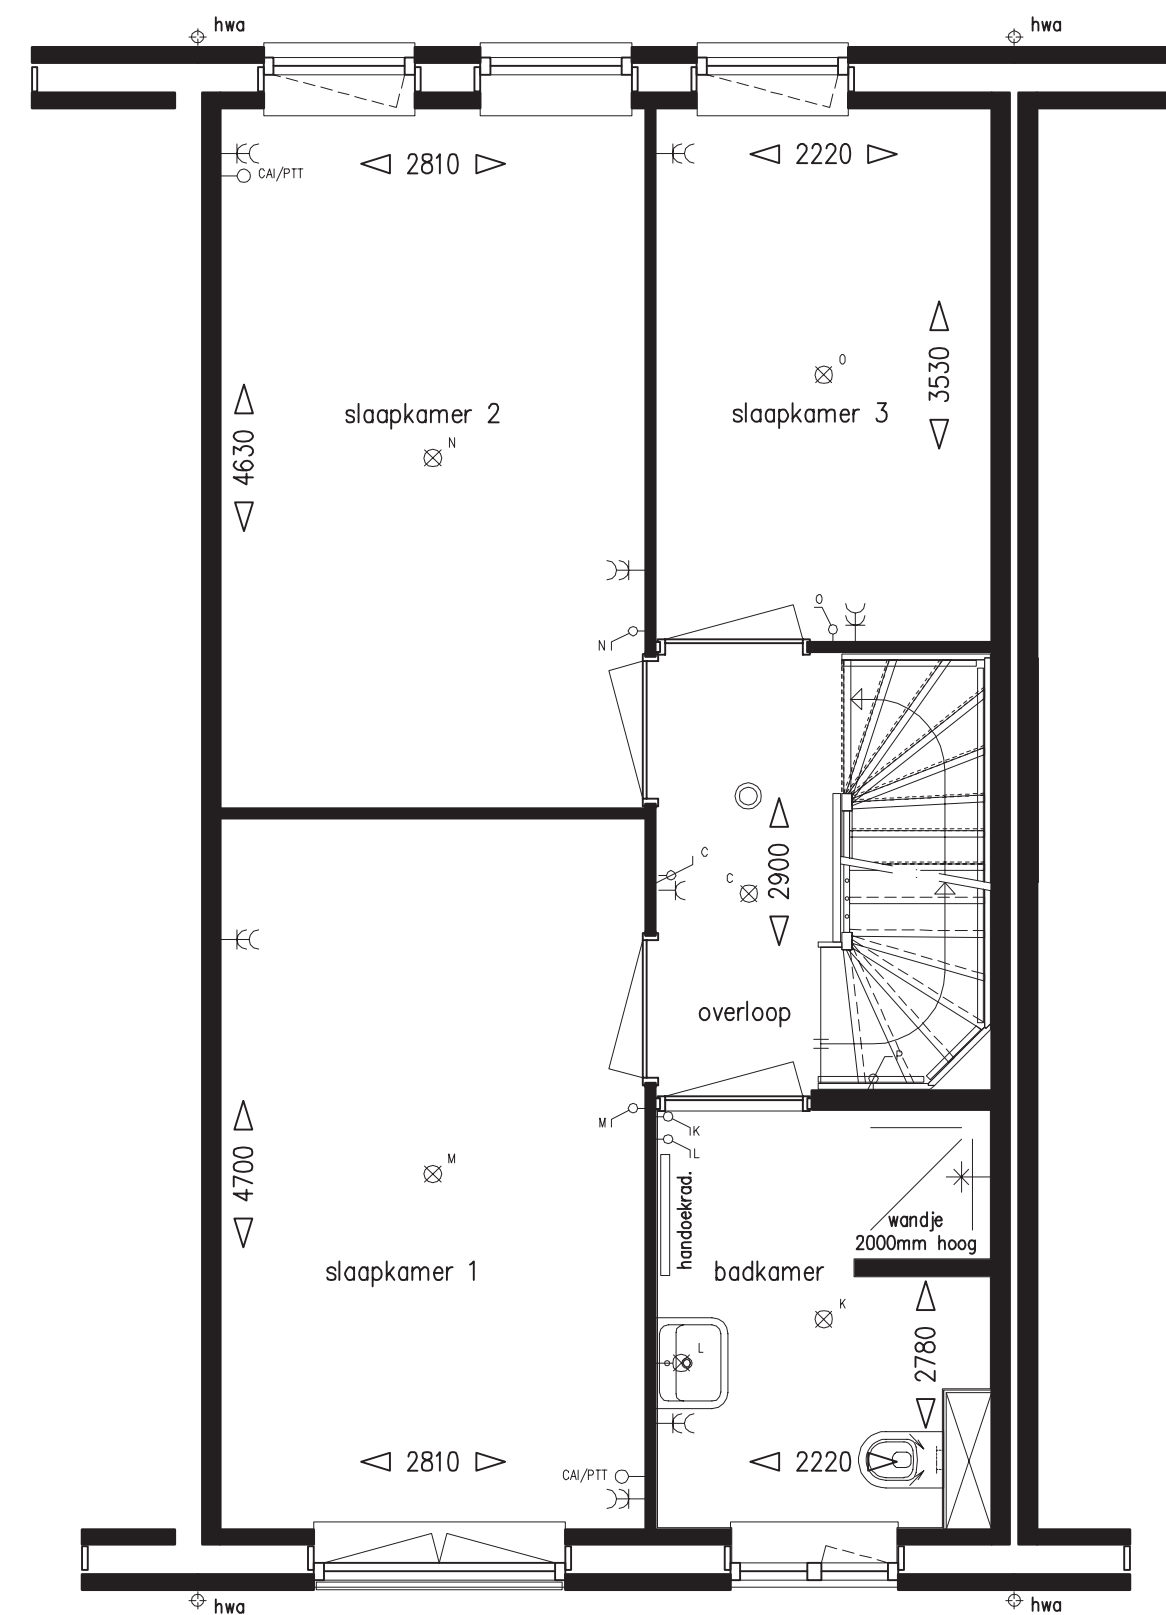 hwa
hwa
2810
2220
CAI/PTT
3530
O
slaapkamer 2
slaapkamer 3
4630
N
O
N
C
C
2900
overloop
P
M
K
L
4700
M
handoekrad.
wandje
2000mm hoog
slaapkamer 1
badkamer
K
2780
L
2810
2220
CAI/PTT
hwa
hwa